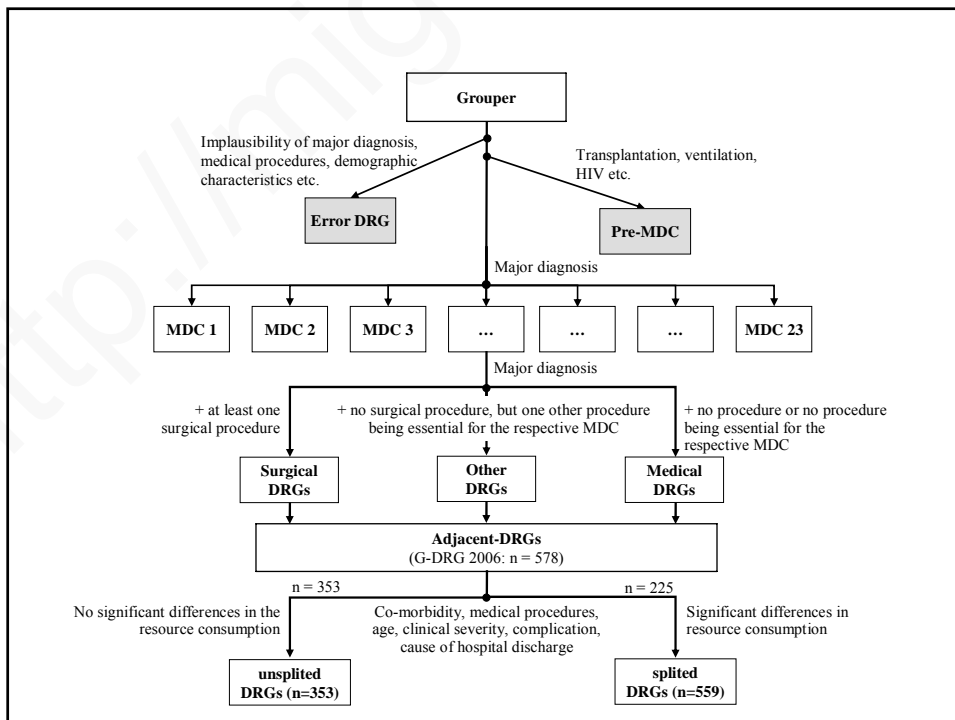 Grouper
Implausibility of major diagnosis,
medical procedures, demographic
characteristics etc.
Transplantation, ventilation,
HIV etc.
Error DRG
Pre-MDC
Major diagnosis
MDC 1
MDC 2
MDC 3
…
…
…
MDC 23
Major diagnosis
+ at least one
surgical procedure
+ no surgical procedure, but one other procedure
being essential for the respective MDC
+ no procedure or no procedure
being essential for the
respective MDC
Surgical
DRGs
Other
DRGs
Medical
DRGs
Adjacent-DRGs
(G-DRG 2006: n = 578)
n = 353
n = 225
No significant differences in the
resource consumption
Co-morbidity, medical procedures,
age, clinical severity, complication,
cause of hospital discharge
Significant differences in
resource consumption
unsplited
DRGs (n=353)
splited
DRGs (n=559)
http://mig